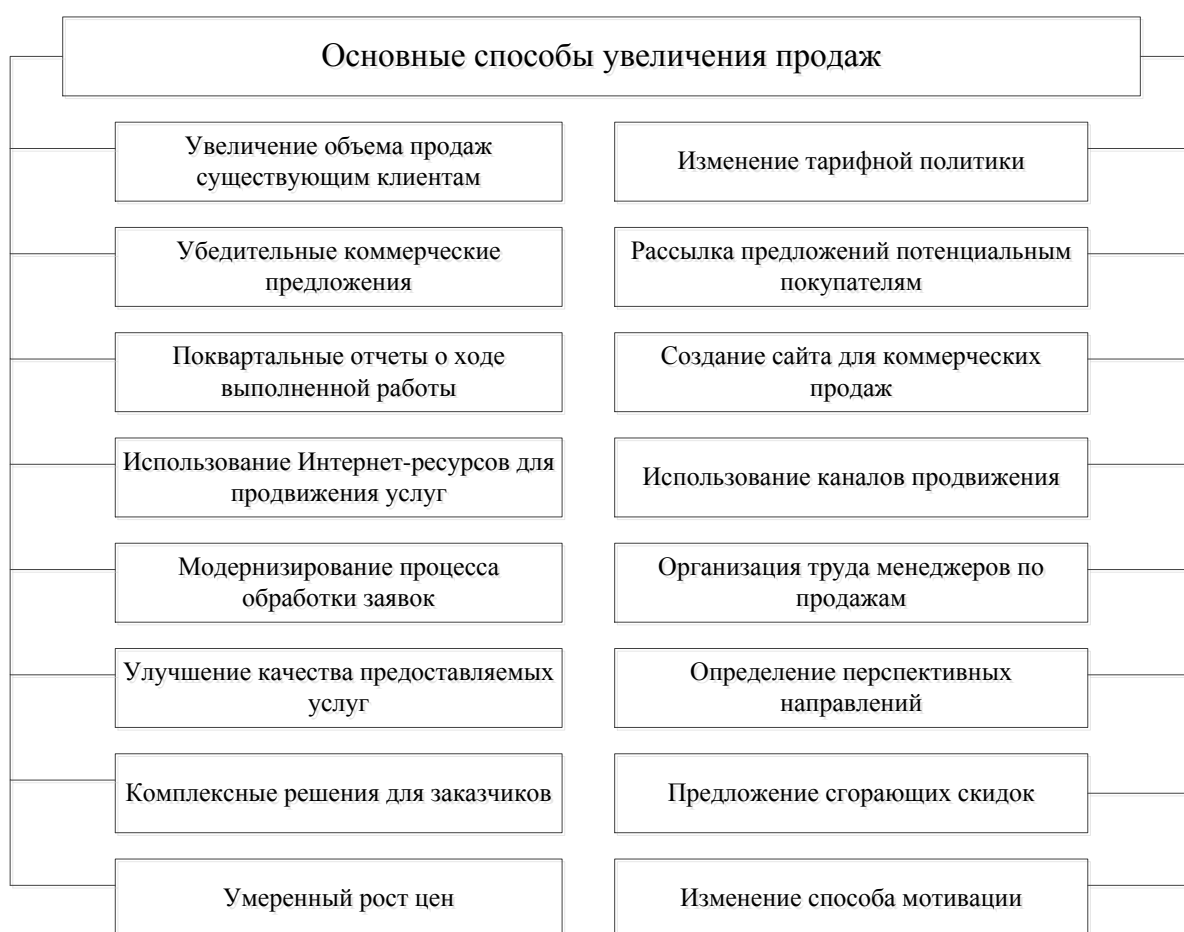 Основные способы увеличения продаж
Увеличение объема продаж
существующим клиентам
Изменение тарифной политики
Убедительные коммерческие
предложения
Рассылка предложений потенциальным
покупателям
Поквартальные отчеты о ходе
выполненной работы
Создание сайта для коммерческих
продаж
Использование Интернет-ресурсов для
продвижения услуг
Использование каналов продвижения
Модернизирование процесса
обработки заявок
Организация труда менеджеров по
продажам
Улучшение качества предоставляемых
услуг
Определение перспективных
направлений
Комплексные решения для заказчиков
Предложение сгорающих скидок
Умеренный рост цен
Изменение способа мотивации